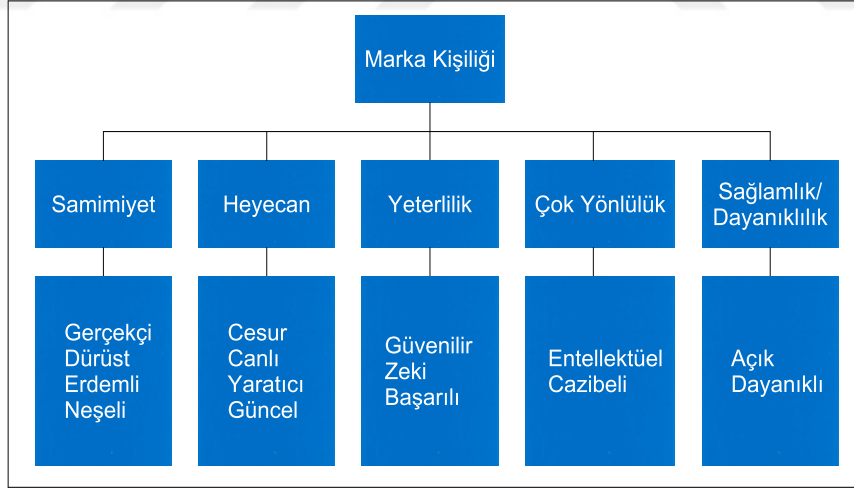 Marka Kişiliği
Samimiyet
Heyecan
Yeterlilik
Çok Yönlülük
Sağlamlık/
Dayanıklılık
Gerçekçi
Dürüst
Erdemli
Neşeli
Cesur
Canlı
Yaratıcı
Güncel
Güvenilir
Zeki
Başarılı
Entellektüel
Cazibeli
Açık
Dayanıklı